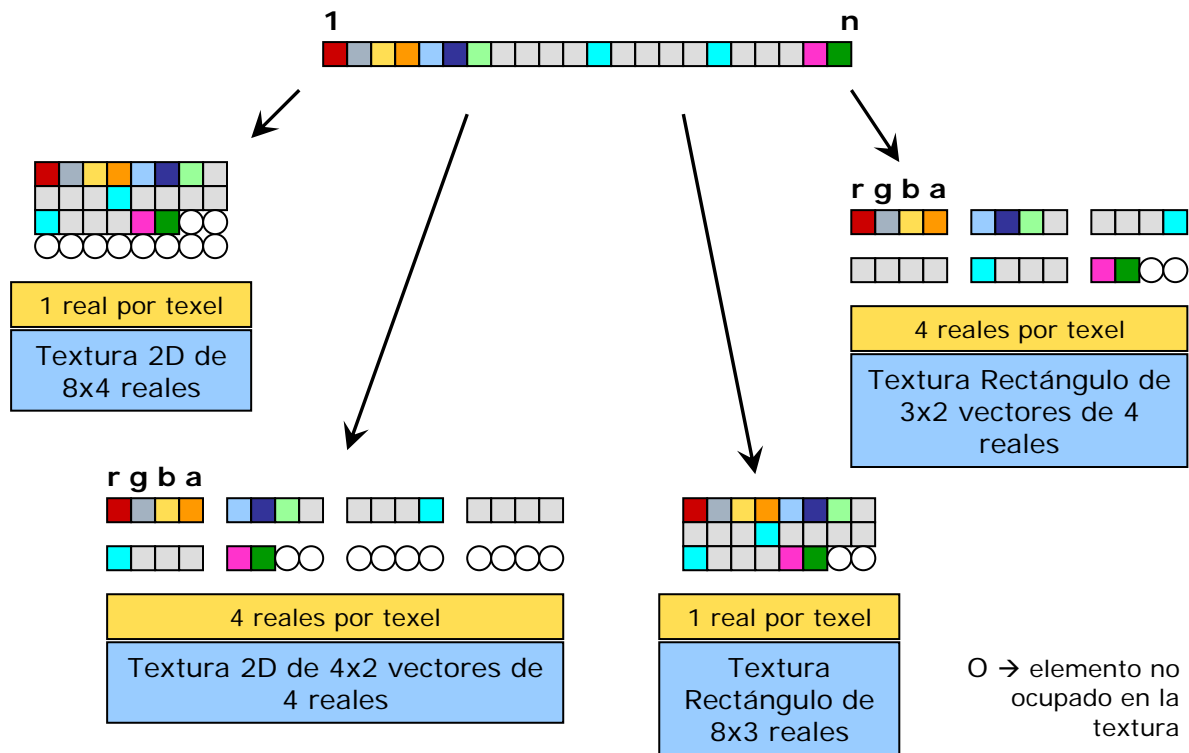 1
n
1 real por texel
Textura 2D de
8x4 reales
r g b a
4 reales por texel
Textura Rectángulo de
3x2 vectores de 4
reales
r g b a
4 reales por texel
Textura 2D de 4x2 vectores de
4 reales
1 real por texel
Textura
Rectángulo de
8x3 reales
O → elemento no
ocupado en la
textura